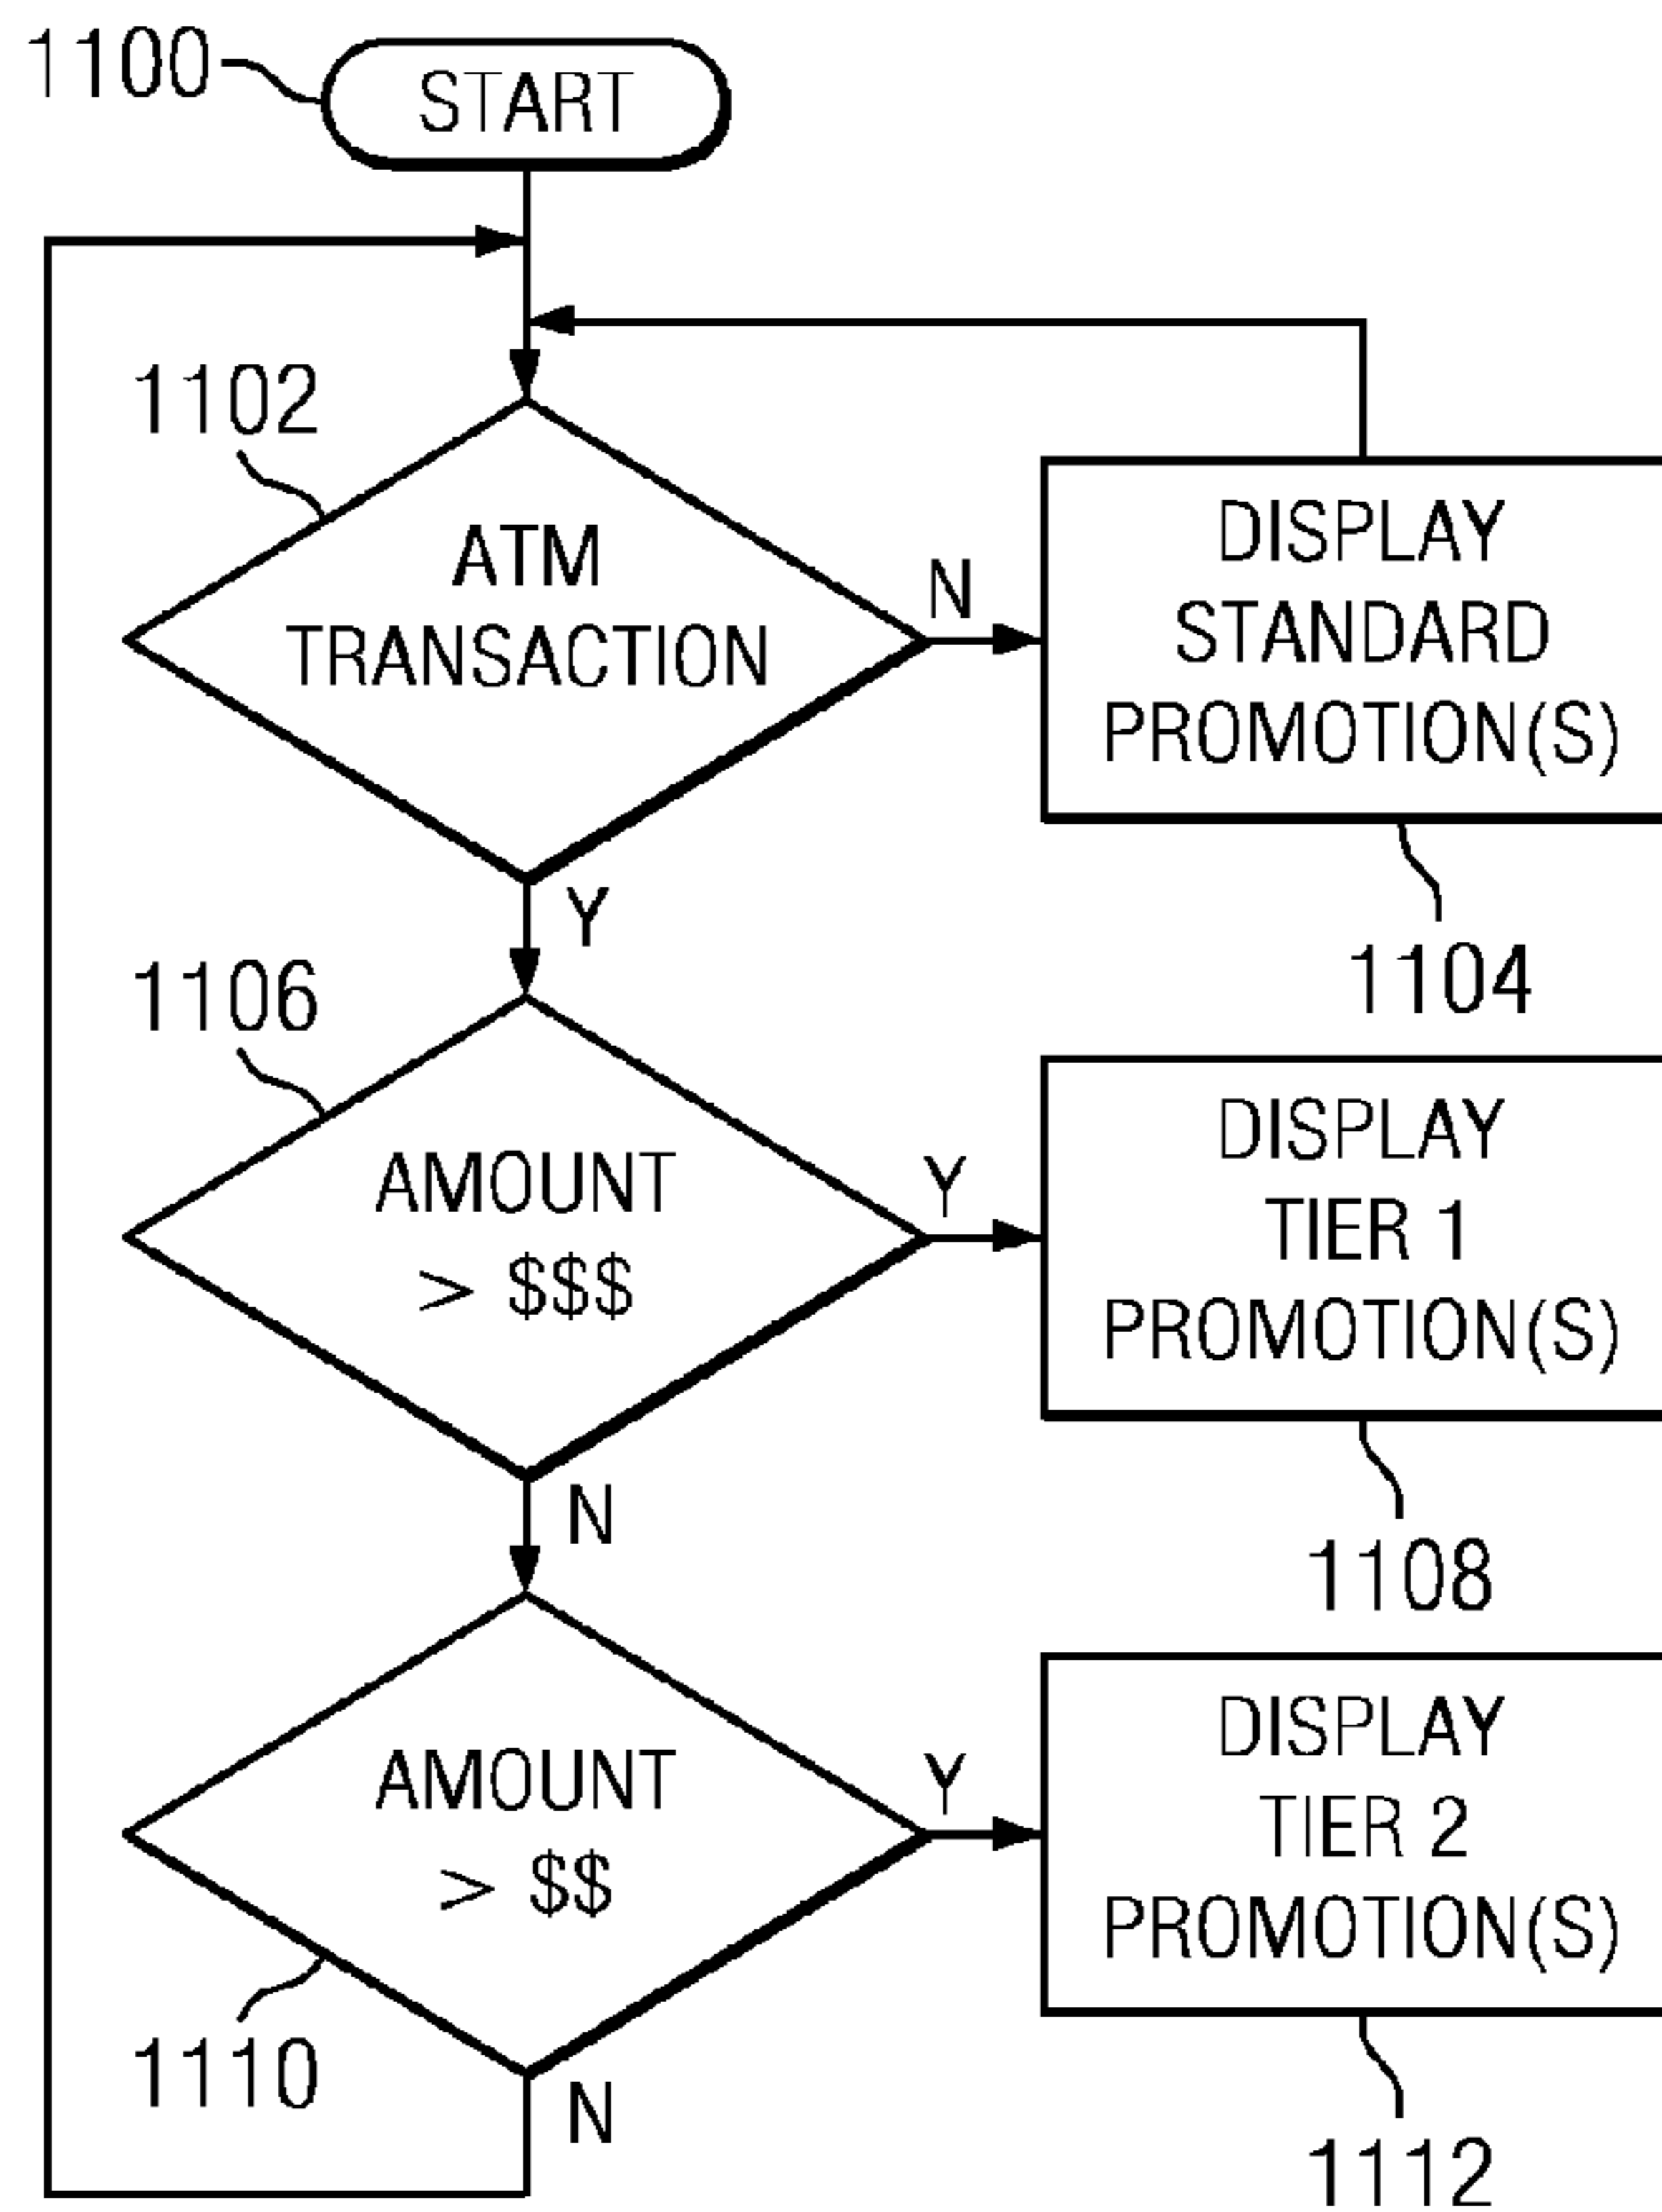 1100
START
1102
ATM
TRANSACTION
N
DISPLAY
STANDARD
PROMOTION(S)
1104
Y
1106
AMOUNT
> $$$
Y
DISPLAY
TIER 1
PROMOTION(S)
1108
N
AMOUNT
> $$
Y
DISPLAY
TIER 2
PROMOTION(S)
1110
N
1112